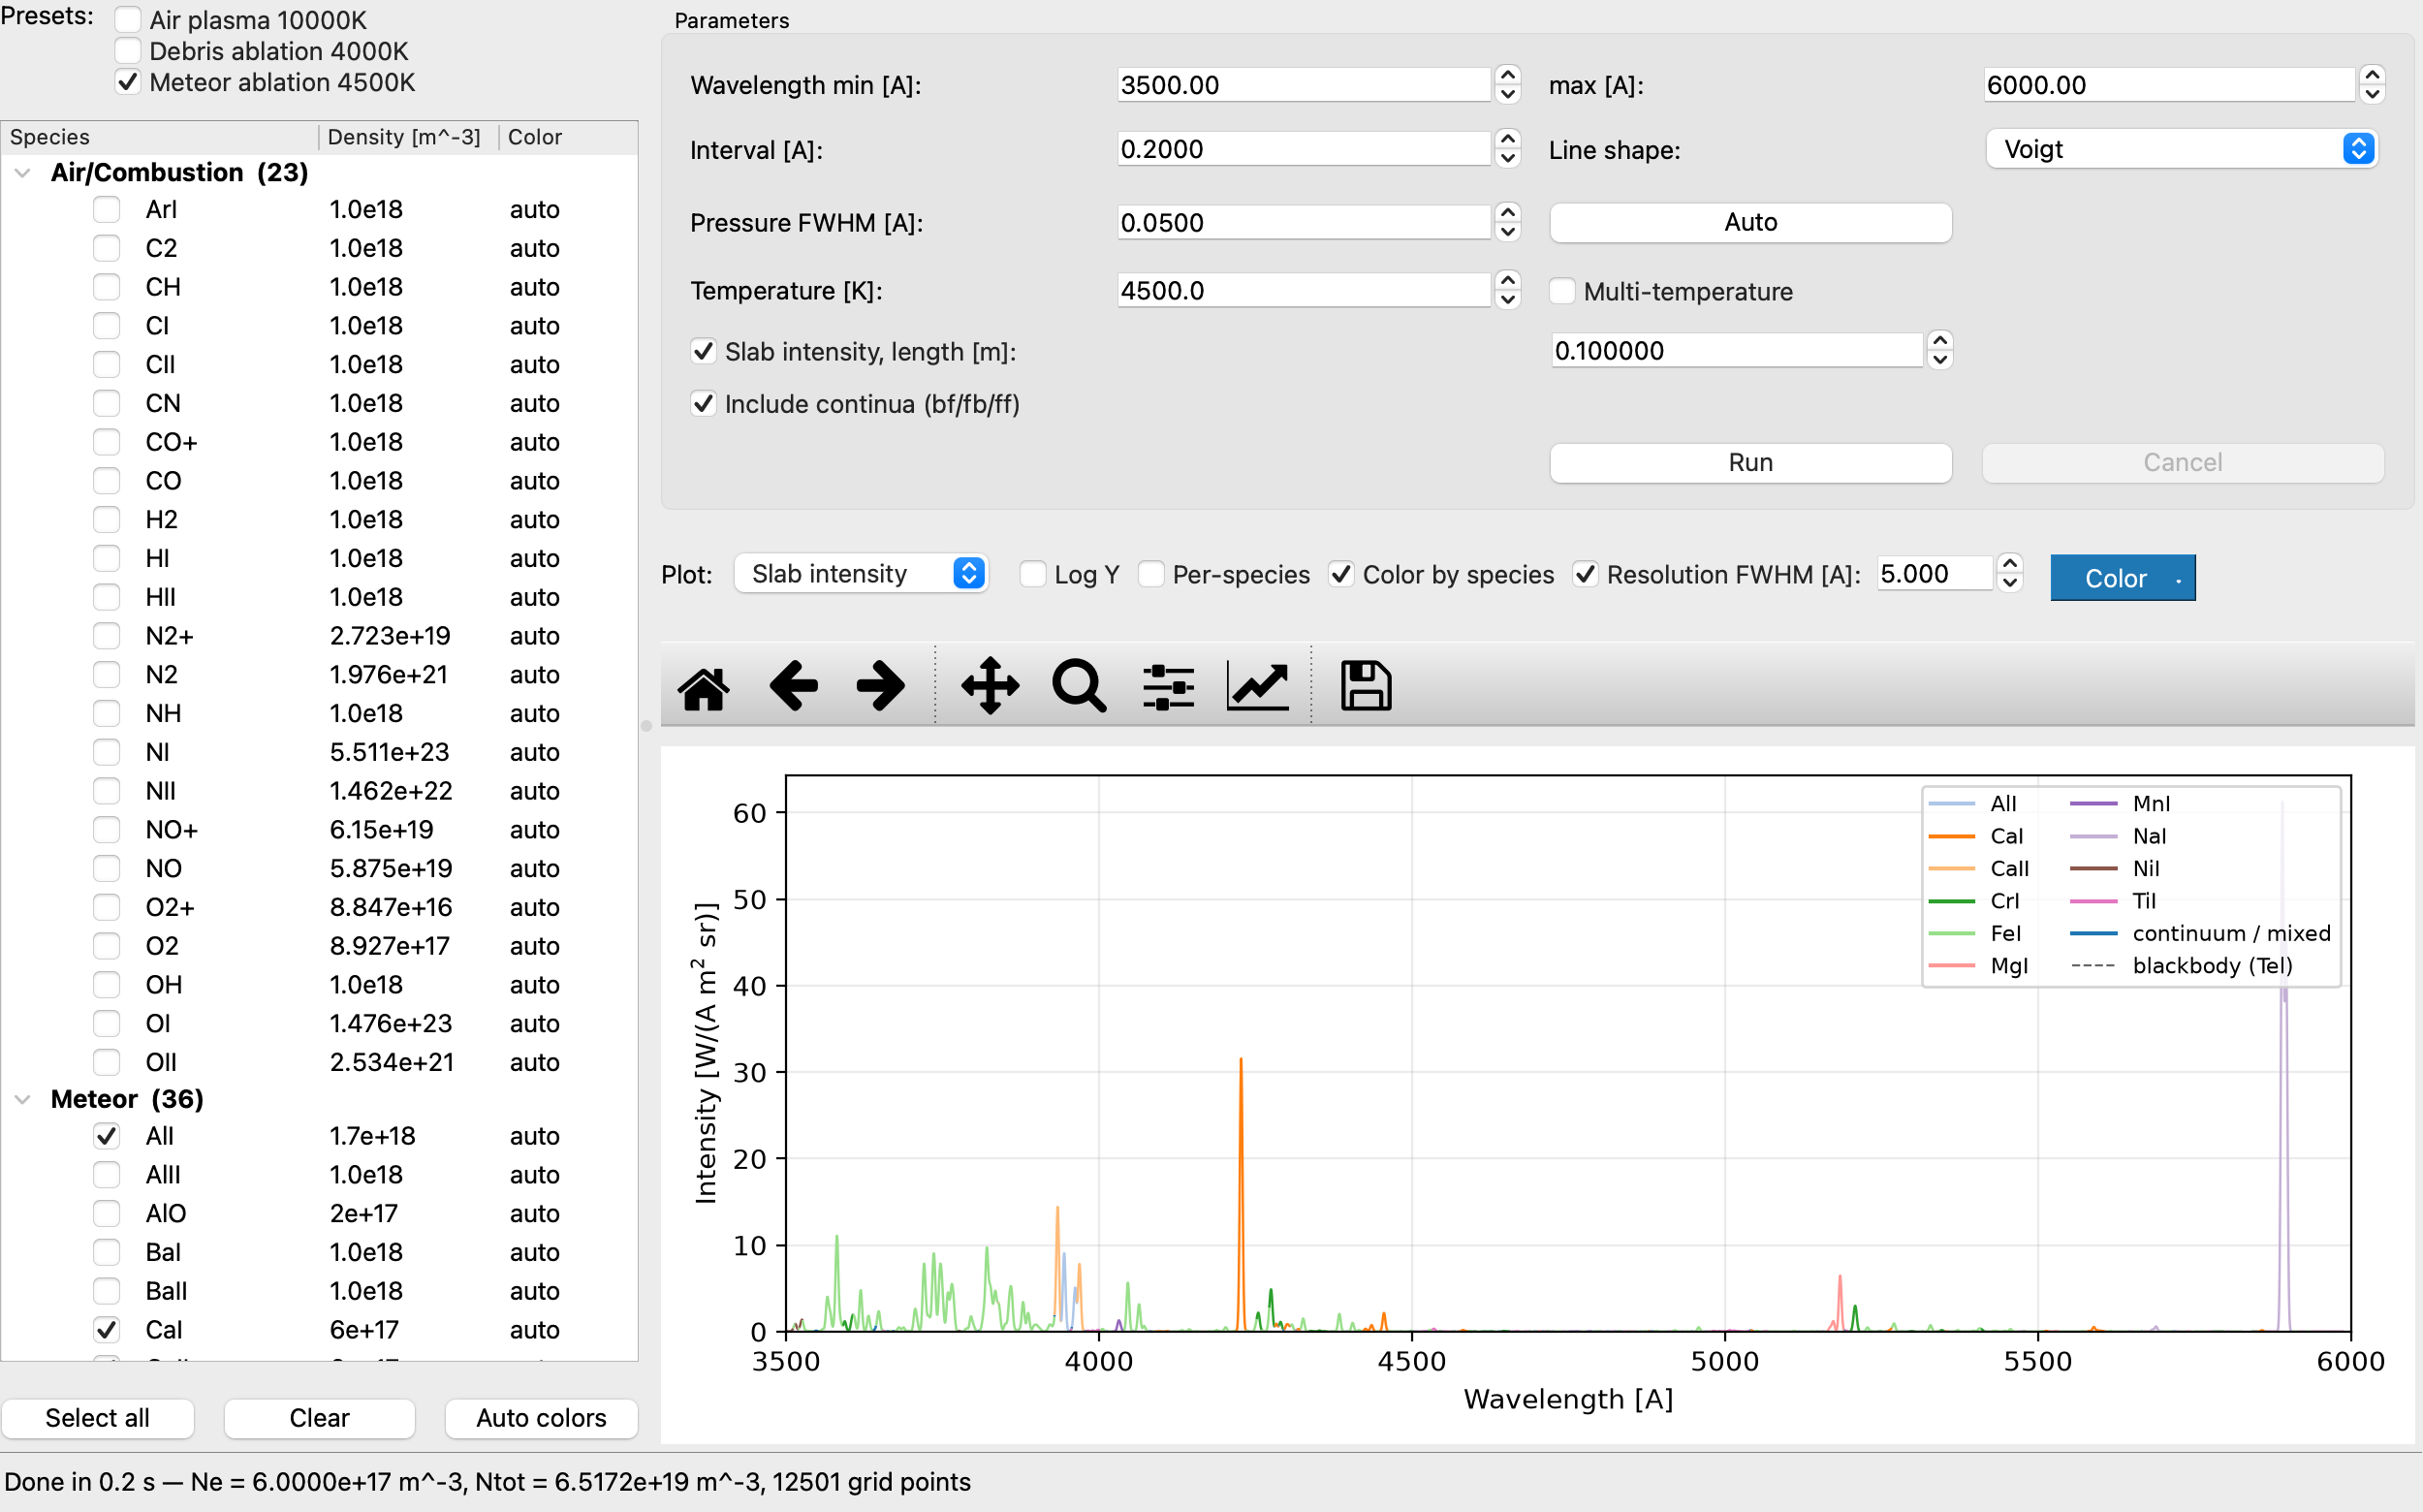 Presets:
Air plasma 10000K
Debris ablation 4000K
Meteor ablation 4500K
Species Density [m^-3] Color
Air/Combustion (23)
ArI 1.0e18 auto
C2 1.0e18 auto
CH 1.0e18 auto
CI 1.0e18 auto
CII 1.0e18 auto
CN 1.0e18 auto
CO+ 1.0e18 auto
CO 1.0e18 auto
H2 1.0e18 auto
HI 1.0e18 auto
HII 1.0e18 auto
N2+ 2.723e+19 auto
N2 1.976e+21 auto
NH 1.0e18 auto
NI 5.511e+23 auto
NII 1.462e+22 auto
NO+ 6.15e+19 auto
NO 5.875e+19 auto
O2+ 8.847e+16 auto
O2 8.927e+17 auto
OH 1.0e18 auto
OI 1.476e+23 auto
OII 2.534e+21 auto
Meteor (36)
AlI 1.7e+18 auto
AlII 1.0e18 auto
AlO 2e+17 auto
BaI 1.0e18 auto
BaII 1.0e18 auto
CaI 6e+17 auto
Select all Clear Auto colors
Parameters
Wavelength min [A]: 3500.00 max [A]: 6000.00
Interval [A]: 0.2000 Line shape: Voigt
Pressure FWHM [A]: 0.0500 Auto
Temperature [K]: 4500.0 Multi-temperature
Slab intensity, length [m]: 0.100000
Include continua (bf/fb/ff)
Run Cancel
Plot: Slab intensity Log Y Per-species Color by species Resolution FWHM [A]: 5.000 Color
Intensity [W/(A m² sr)]
60
50
40
30
20
10
0
AlI MnI
CaI NaI
CaII NiI
CrI TiI
FeI continuum / mixed
MgI blackbody (Tel)
3500 4000 4500 5000 5500 6000
Wavelength [A]
Done in 0.2 s — Ne = 6.0000e+17 m^-3, Ntot = 6.5172e+19 m^-3, 12501 grid points